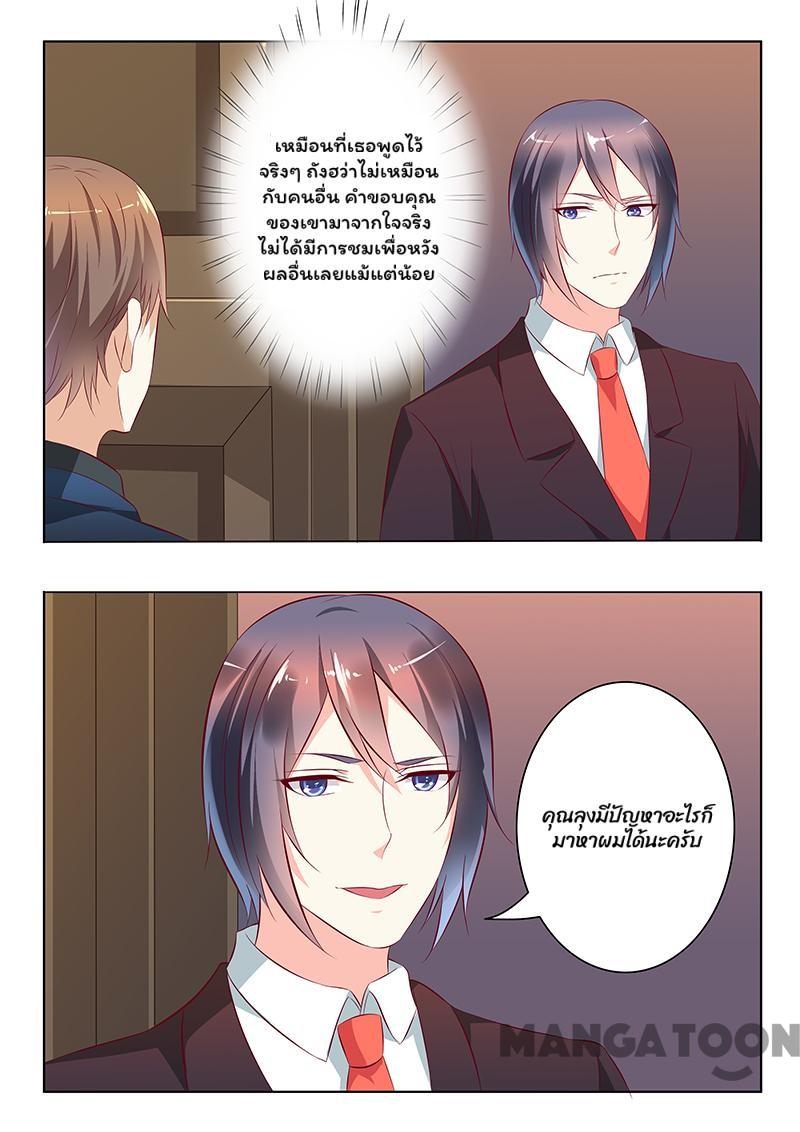 เหมือนที่เธอพูดไว้
จริงๆ ถังฮว่าไม่เหมือน
กับคนอื่น คำขอบคุณ
ของเขามาจากใจจริง
ไม่ได้มีการชมเพื่อหวัง
ผลอื่นเลยแม้แต่น้อย
คุณลุงมีปัญหาอะไรก็
มาหาผมได้นะครับ
MANGATOON